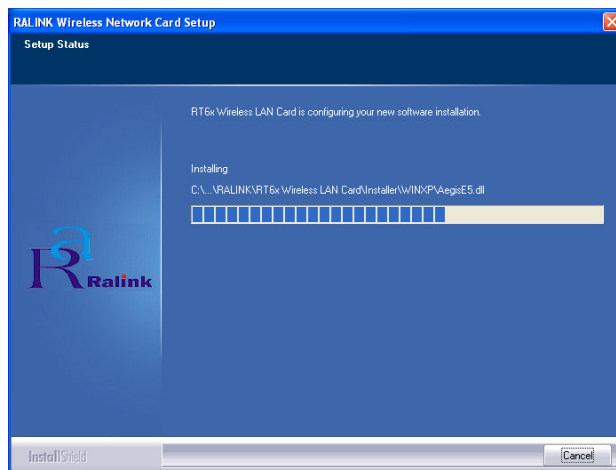 RALINK Wireless Network Card Setup
Setup Status
RT6x Wireless LAN Card is configuring your new software installation.
Installing
C:\...\RALINK\RT6x Wireless LAN Card\Installer\WINXP\AegisE5.dll
Ra
Ralink
InstallShield
Cancel